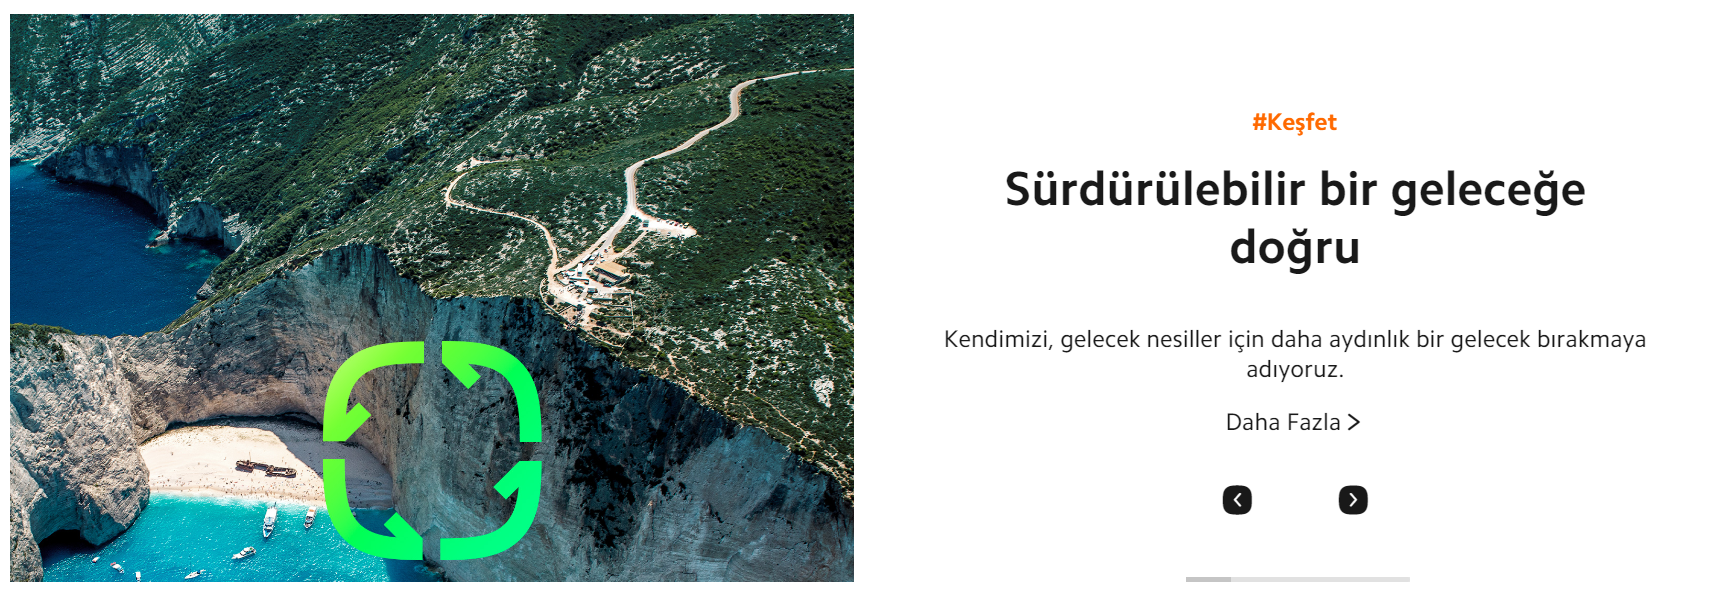 #Keşfet
Sürdürülebilir bir geleceğe
doğru
Kendimizi, gelecek nesiller için daha aydınlık bir gelecek bırakmaya
adıyoruz.
Daha Fazla